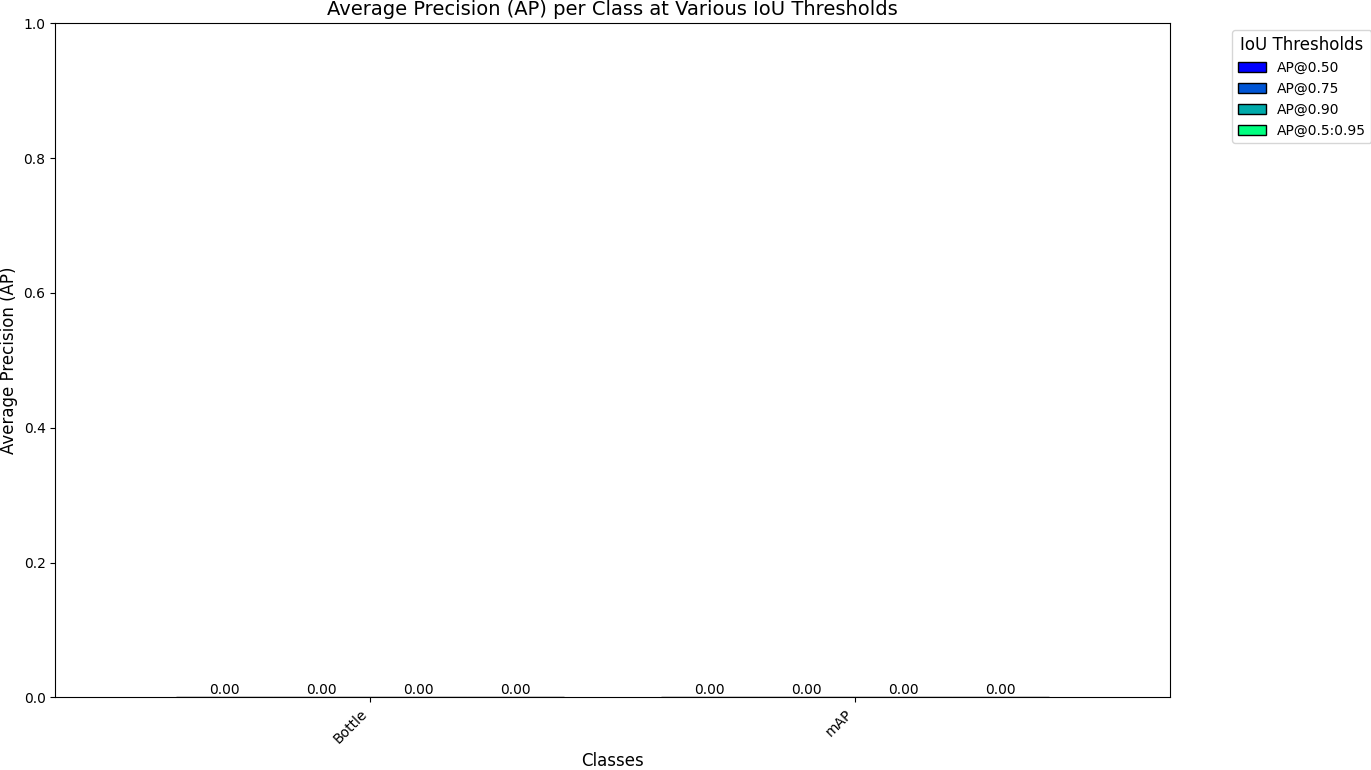 Average Precision (AP) per Class at Various IoU Thresholds
IoU Thresholds
AP@0.50
AP@0.75
AP@0.90
AP@0.5:0.95
Average Precision (AP)
1.0
0.8
0.6
0.4
0.2
0.0
0.00 0.00 0.00 0.00 0.00 0.00 0.00 0.00
Bottle mAP
Classes